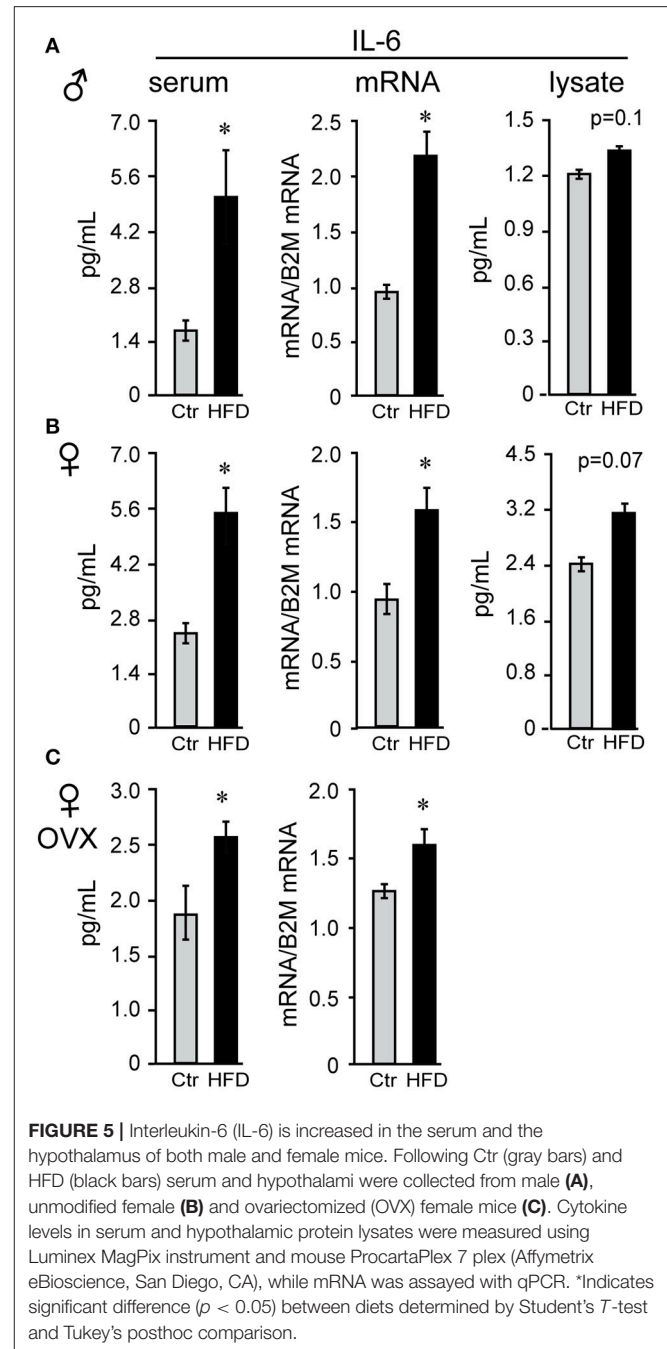 A
IL-6
♂ serum mRNA lysate
7.0
5.6
4.2
2.8
1.4
0
pg/mL
*
Ctr HFD
2.5
2.0
1.5
1.0
0.5
0
mRNA/B2M mRNA
*
Ctr HFD
1.5
1.2
0.9
0.6
0.3
0
pg/mL
p=0.1
Ctr HFD
B
♀
7.0
5.6
4.2
2.8
1.4
0
pg/mL
*
Ctr HFD
2.0
1.5
1.0
0.5
0
mRNA/B2M mRNA
*
Ctr HFD
4.5
3.2
2.4
1.6
0.8
0
pg/mL
p=0.07
Ctr HFD
C
♀
OVX
3.0
2.5
2.0
1.5
1.0
0
pg/mL
*
Ctr HFD
2.0
1.5
1.0
0.5
0
mRNA/B2M mRNA
*
Ctr HFD
FIGURE 5 | Interleukin-6 (IL-6) is increased in the serum and the
hypothalamus of both male and female mice. Following Ctr (gray bars) and
HFD (black bars) serum and hypothalami were collected from male (A),
unmodified female (B) and ovariectomized (OVX) female mice (C). Cytokine
levels in serum and hypothalamic protein lysates were measured using
Luminex MagPix instrument and mouse ProcartaPlex 7 plex (Affymetrix
eBioscience, San Diego, CA), while mRNA was assayed with qPCR. *Indicates
significant difference (p < 0.05) between diets determined by Student's T-test
and Tukey's posthoc comparison.